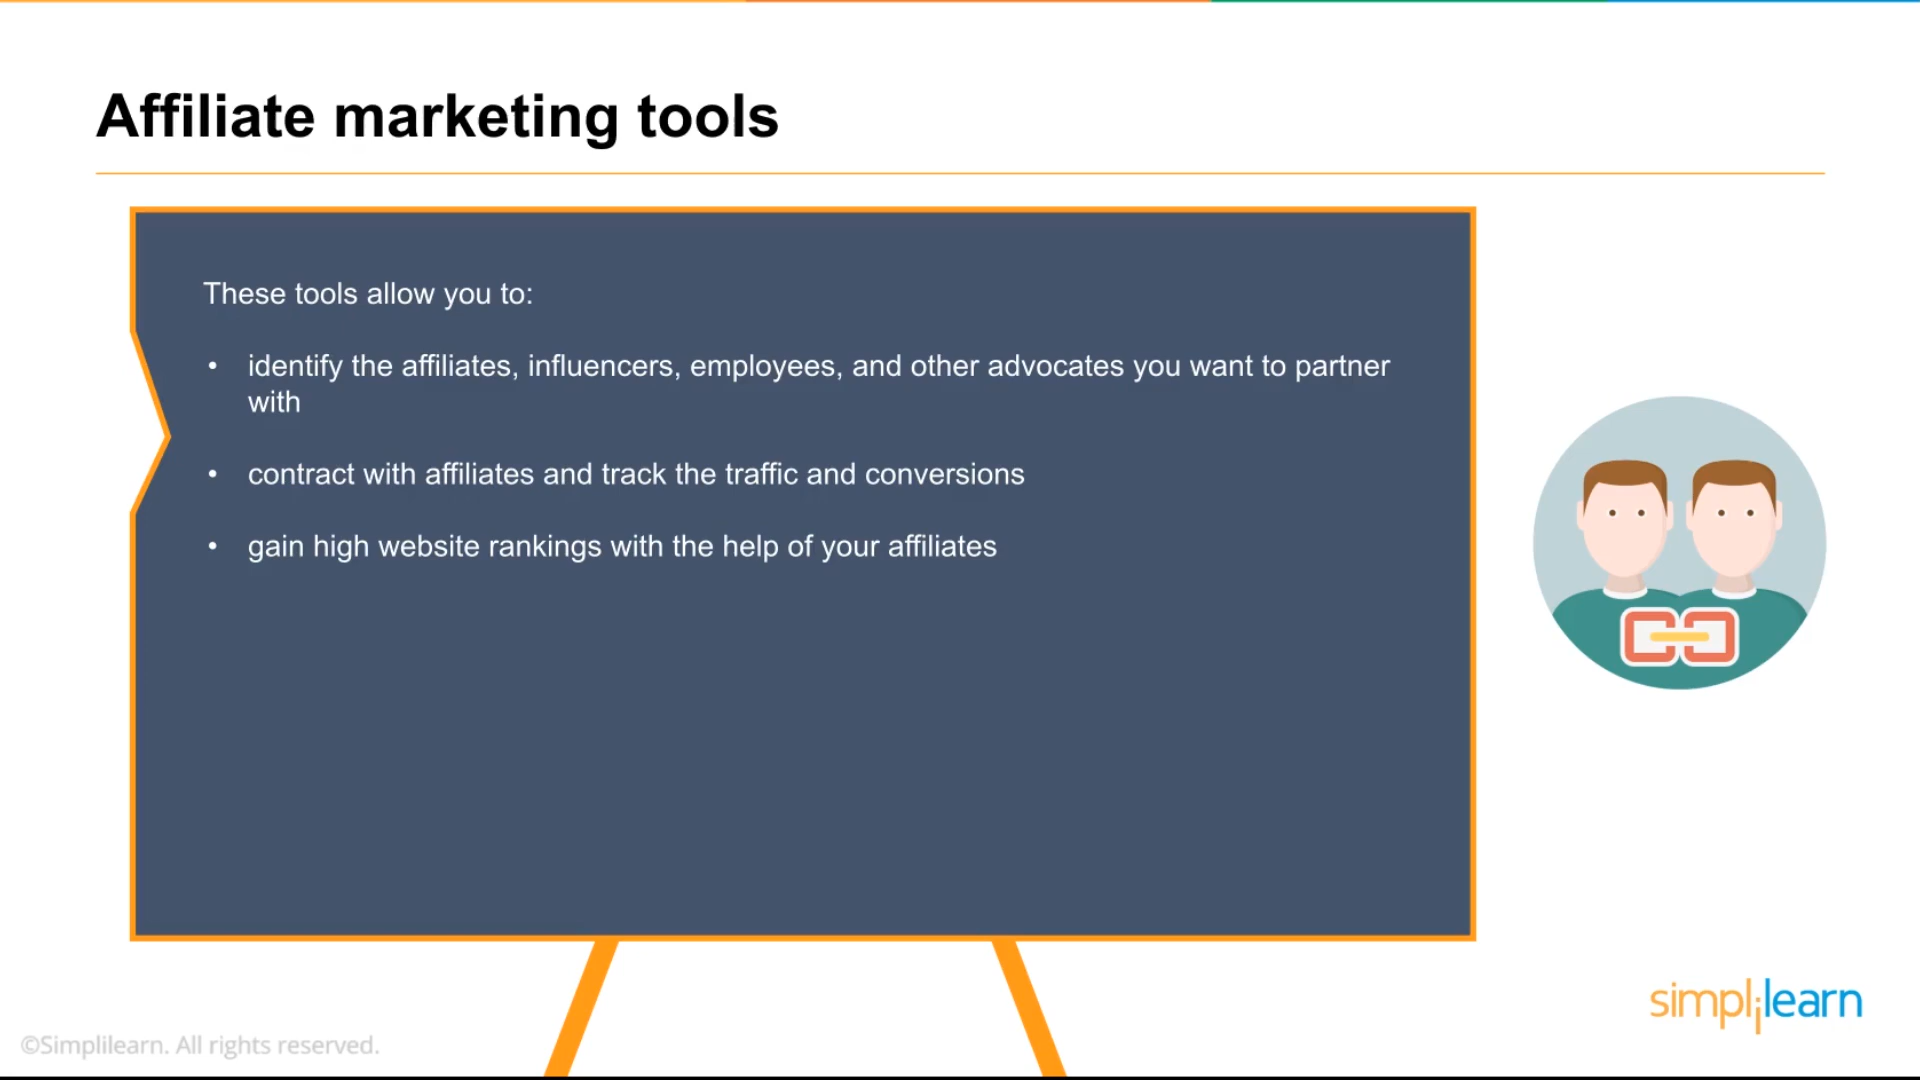 Affiliate marketing tools
These tools allow you to:
• identify the affiliates, influencers, employees, and other advocates you want to partner
with
• contract with affiliates and track the traffic and conversions
• gain high website rankings with the help of your affiliates
simplilearn
©Simplilearn. All rights reserved.